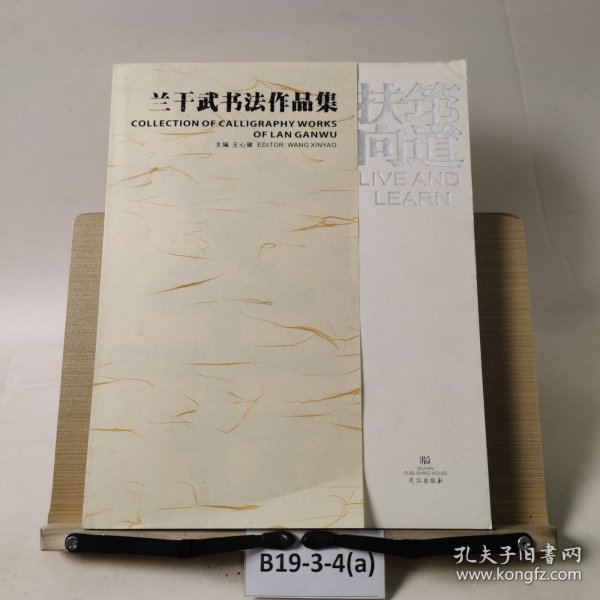 兰干武书法作品集
COLLECTION OF CALLIGRAPHY WORKS
OF LAN GANWU
主编 王心耀 EDITOR: WANG XINYAO
扶筇
问道
LIVE AND
LEARN
WUHAN
PUBLISHING HOUSE
武汉出版社
B19-3-4(a)
孔夫子旧书网
www.kongfz.com